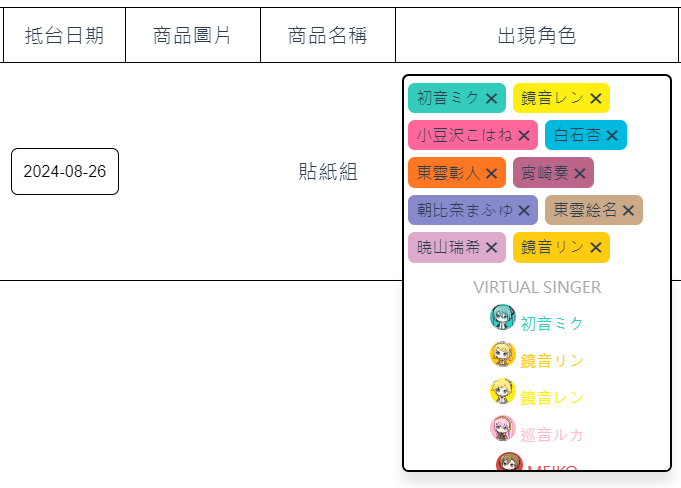 抵台日期 商品圖片 商品名稱 出現角色
初音ミク × 鏡音レン ×
小豆沢こはね × 白石杏 ×
2024-08-26 貼紙組 東雲彰人 × 宵崎奏 ×
朝比奈まふゆ × 東雲絵名 ×
暁山瑞希 × 鏡音リン ×
VIRTUAL SINGER
初音ミク
鏡音リン
鏡音レン
巡音ルカ
MEIKO